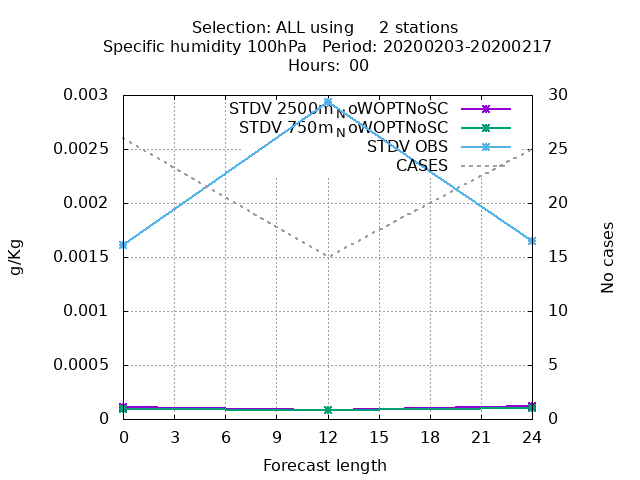 Selection: ALL using     2 stations
Specific humidity 100hPa   Period: 20200203-20200217
Hours: 00
STDV 2500m_NoWOPTNoSC
STDV 750m_NoWOPTNoSC
STDV OBS
CASES
0.003
0.0025
0.002
0.0015
0.001
0.0005
0
30
25
20
15
10
5
0
g/Kg
No cases
0 3 6 9 12 15 18 21 24
Forecast length